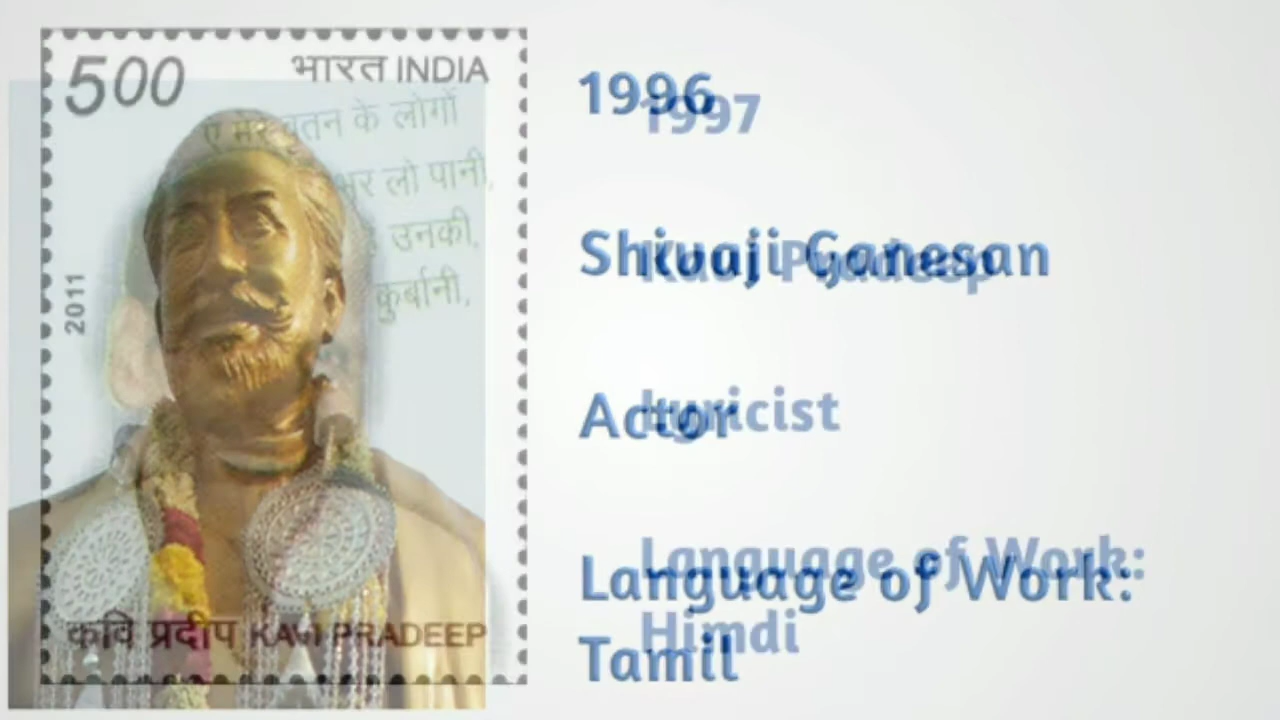 500
भारत INDIA
ए मेरे वतन के लोगों
भर लो पानी,
उनकी,
कुर्बानी,
2011
कवि प्रदीप KAVI PRADEEP
1996
1997
Shivaji Ganesan
Kavi Pradeep
Actor
Lyricist
Language of Work:
Tamil
Language of Work:
Hindi